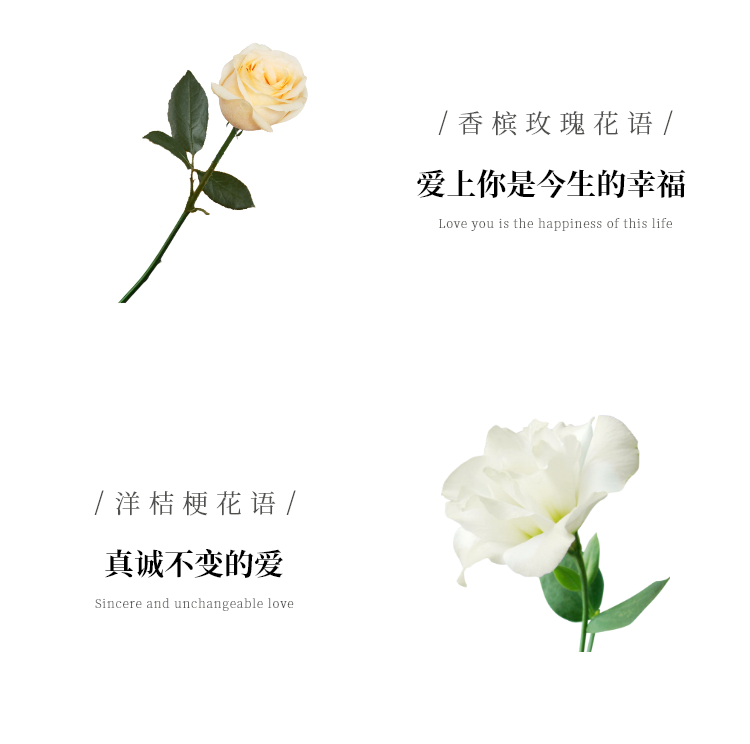 /香槟玫瑰花语/
爱上你是今生的幸福
Love you is the happiness of this life
/洋桔梗花语/
真诚不变的爱
Sincere and unchangeable love